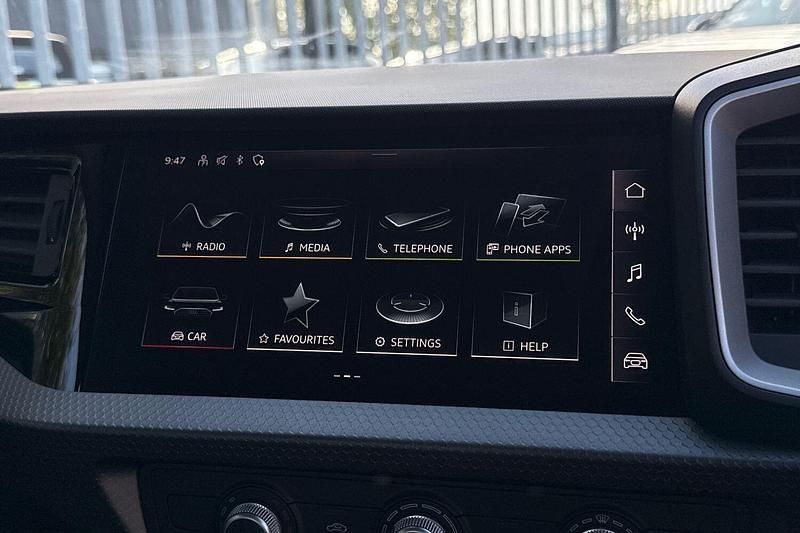 9:47
RADIO
MEDIA
TELEPHONE
PHONE APPS
CAR
FAVOURITES
SETTINGS
HELP